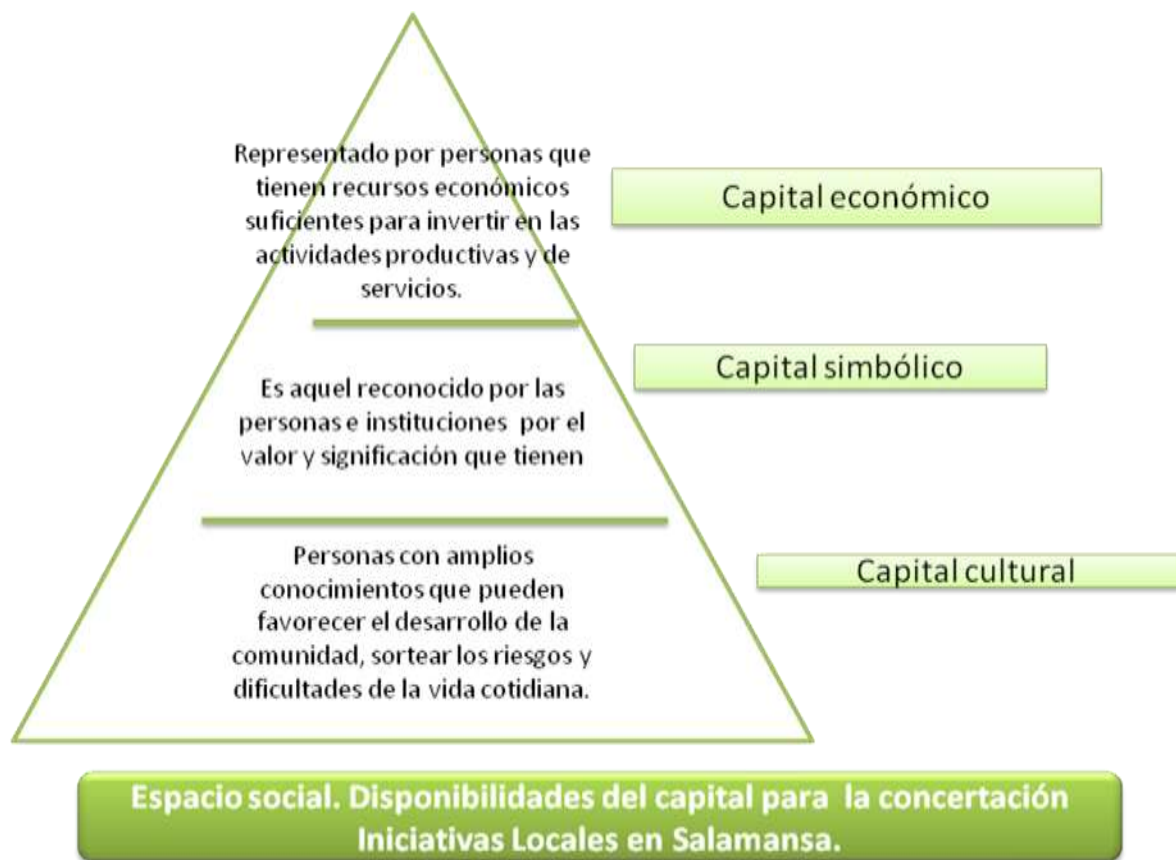 Representado por personas que
tienen recursos económicos
suficientes para invertir en las
actividades productivas y de
servicios.
Capital económico
Es aquel reconocido por las
personas e instituciones por el
valor y significación que tienen
Capital simbólico
Personas con amplios
conocimientos que pueden
favorecer el desarrollo de la
comunidad, sortear los riesgos y
dificultades de la vida cotidiana.
Capital cultural
Espacio social. Disponibilidades del capital para la concertación
Iniciativas Locales en Salamansa.